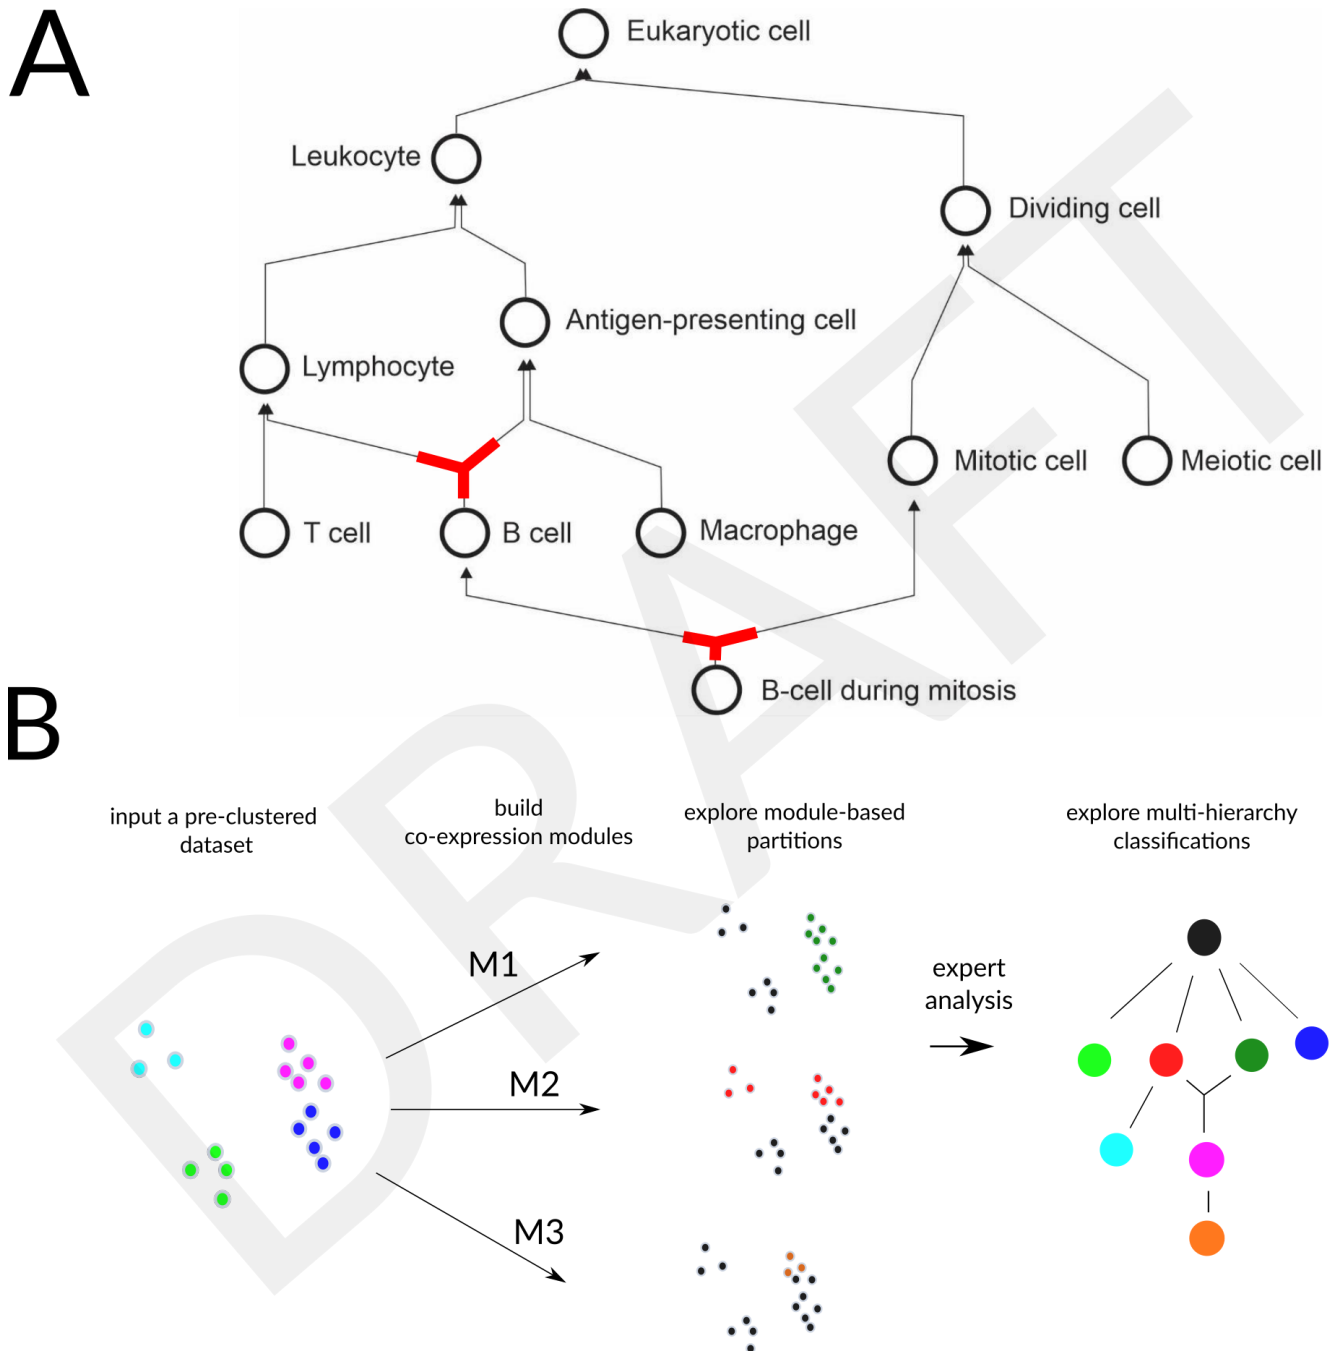 A
Eukaryotic cell
Leukocyte
Dividing cell
Antigen-presenting cell
Lymphocyte
Mitotic cell
Meiotic cell
T cell
B cell
Macrophage
B-cell during mitosis
B
input a pre-clustered
dataset
build
co-expression modules
explore module-based
partitions
explore multi-hierarchy
classifications
M1
M2
M3
expert
analysis
DRAFT